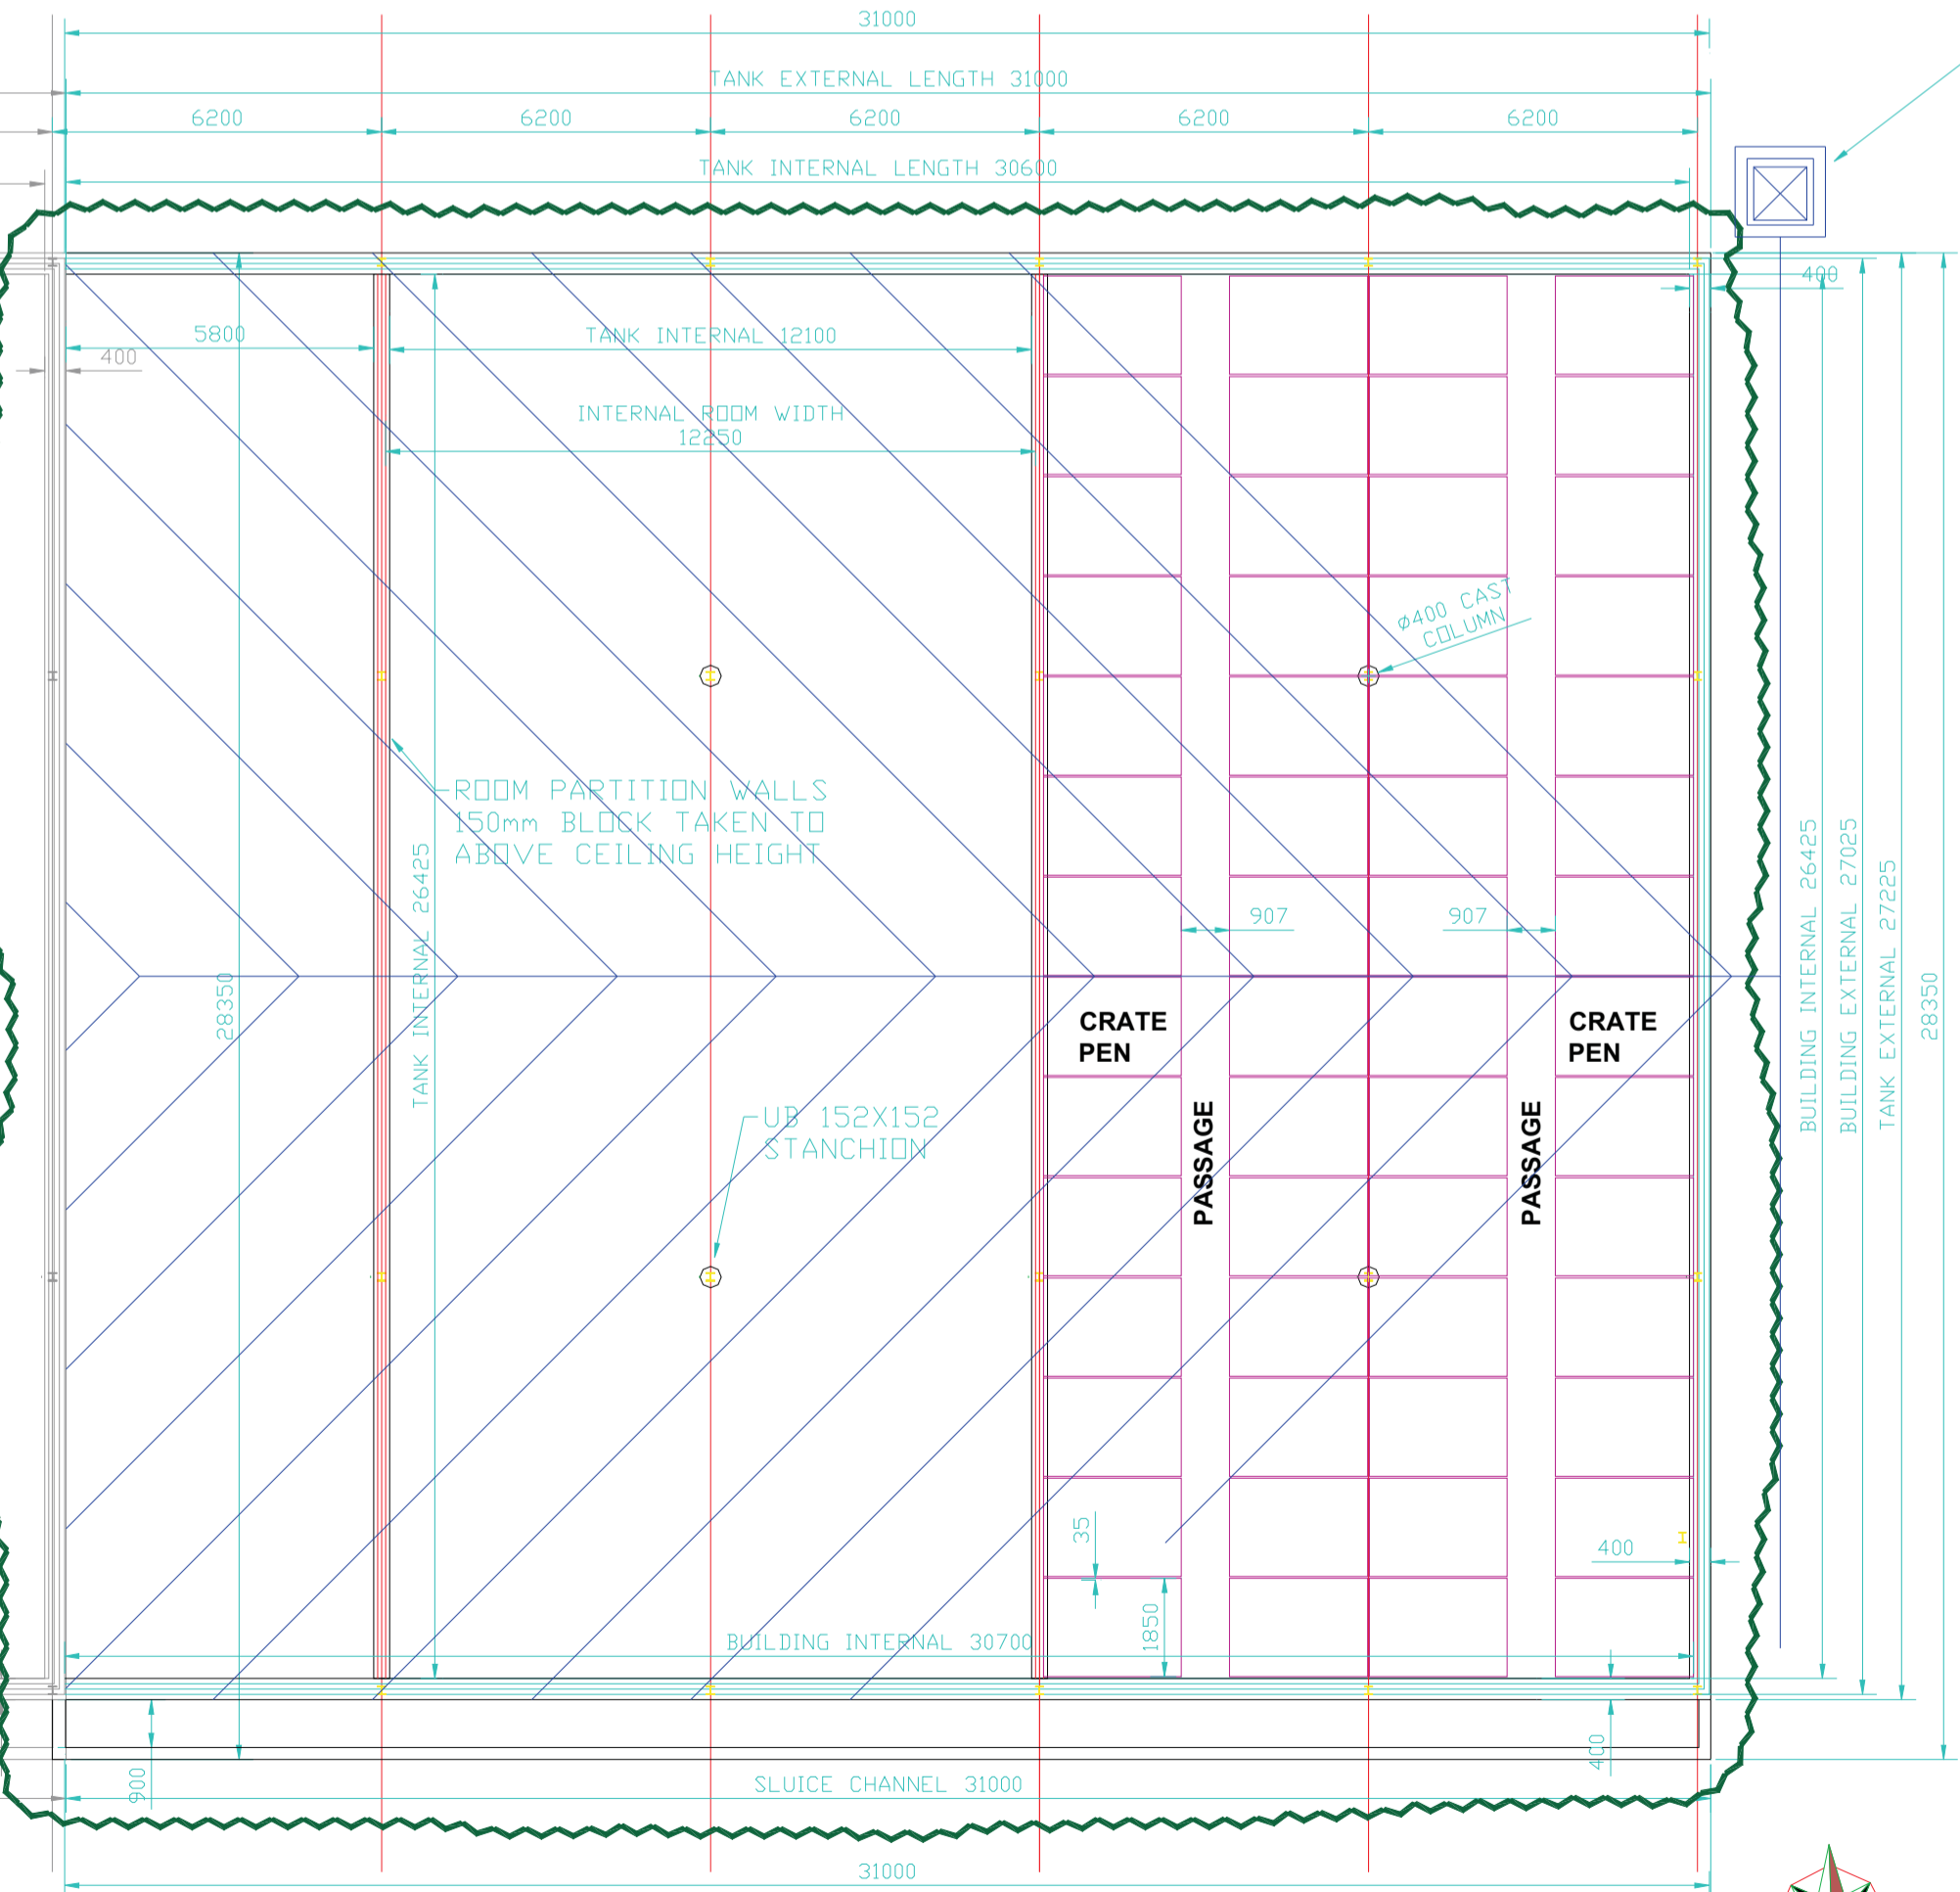 31000
TANK EXTERNAL LENGTH 31000
6200 6200 6200 6200 6200
TANK INTERNAL LENGTH 30600
400
5800
TANK INTERNAL 12100
400
INTERNAL ROOM WIDTH
12250
Ø400 CAST
COLUMN
ROOM PARTITION WALLS
150mm BLOCK TAKEN TO
ABOVE CEILING HEIGHT
TANK INTERNAL 26425
28350
907 907
BUILDING INTERNAL 26425
BUILDING EXTERNAL 27025
TANK EXTERNAL 27225
28350
CRATE
PEN
CRATE
PEN
PASSAGE
PASSAGE
UB 152X152
STANCHION
35
400
1850
BUILDING INTERNAL 30700
400
900
SLUICE CHANNEL 31000
31000